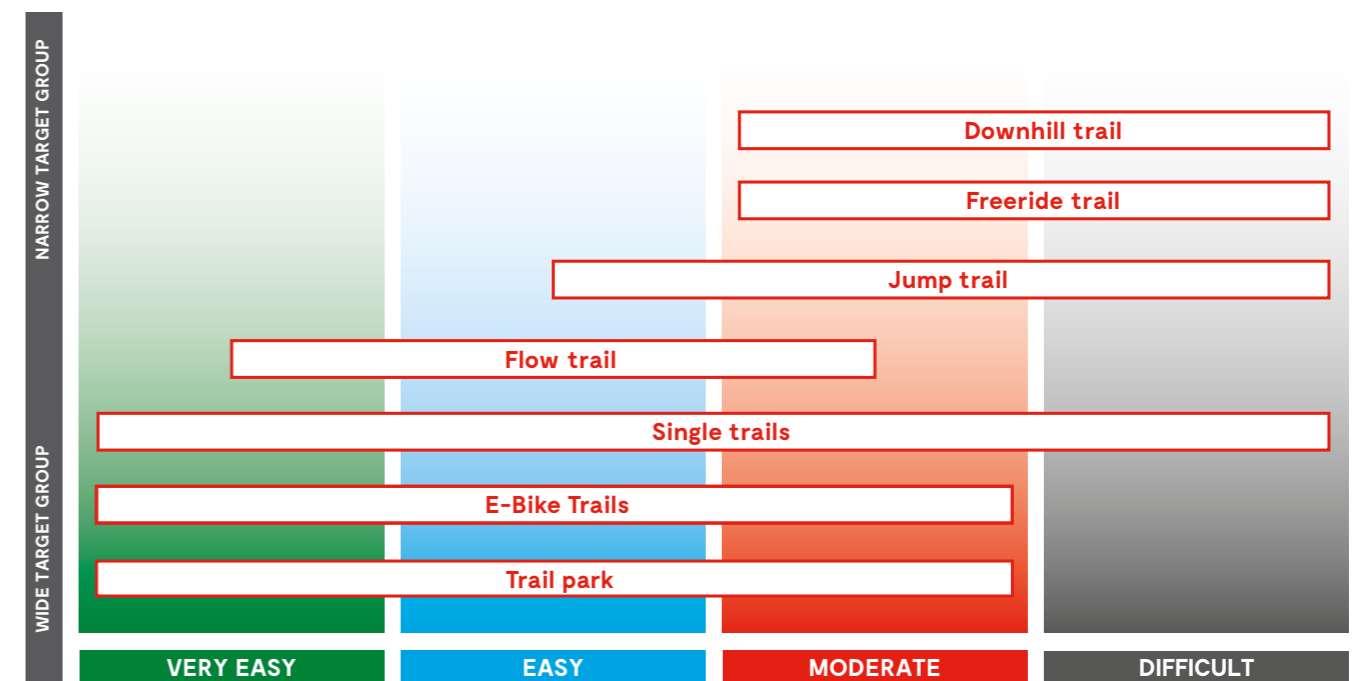 NARROW TARGET GROUP
WIDE TARGET GROUP
Downhill trail
Freeride trail
Jump trail
Flow trail
Single trails
E-Bike Trails
Trail park
VERY EASY
EASY
MODERATE
DIFFICULT